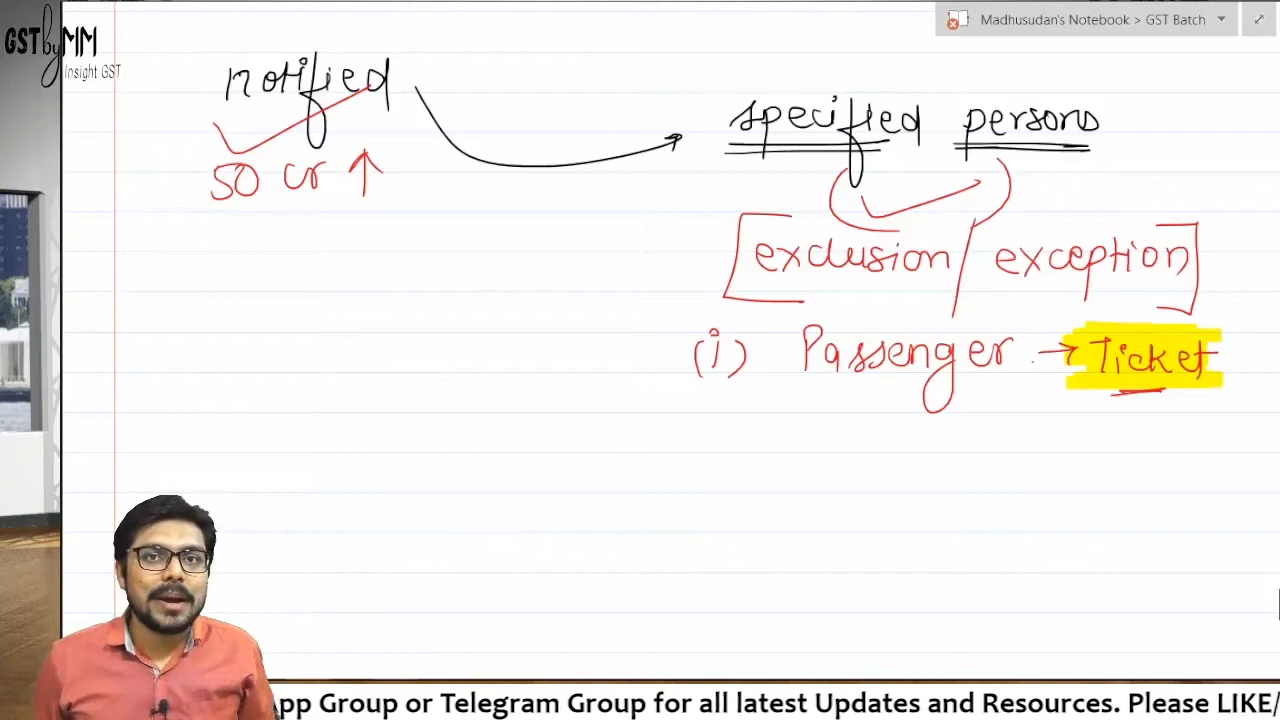 GST by MM
Insight GST
Madhusudan's Notebook > GST Batch
notified
50 cr ↑
specified persons
[exclusion / exception]
(i) Passenger → Ticket
App Group or Telegram Group for all latest Updates and Resources. Please LIKE/